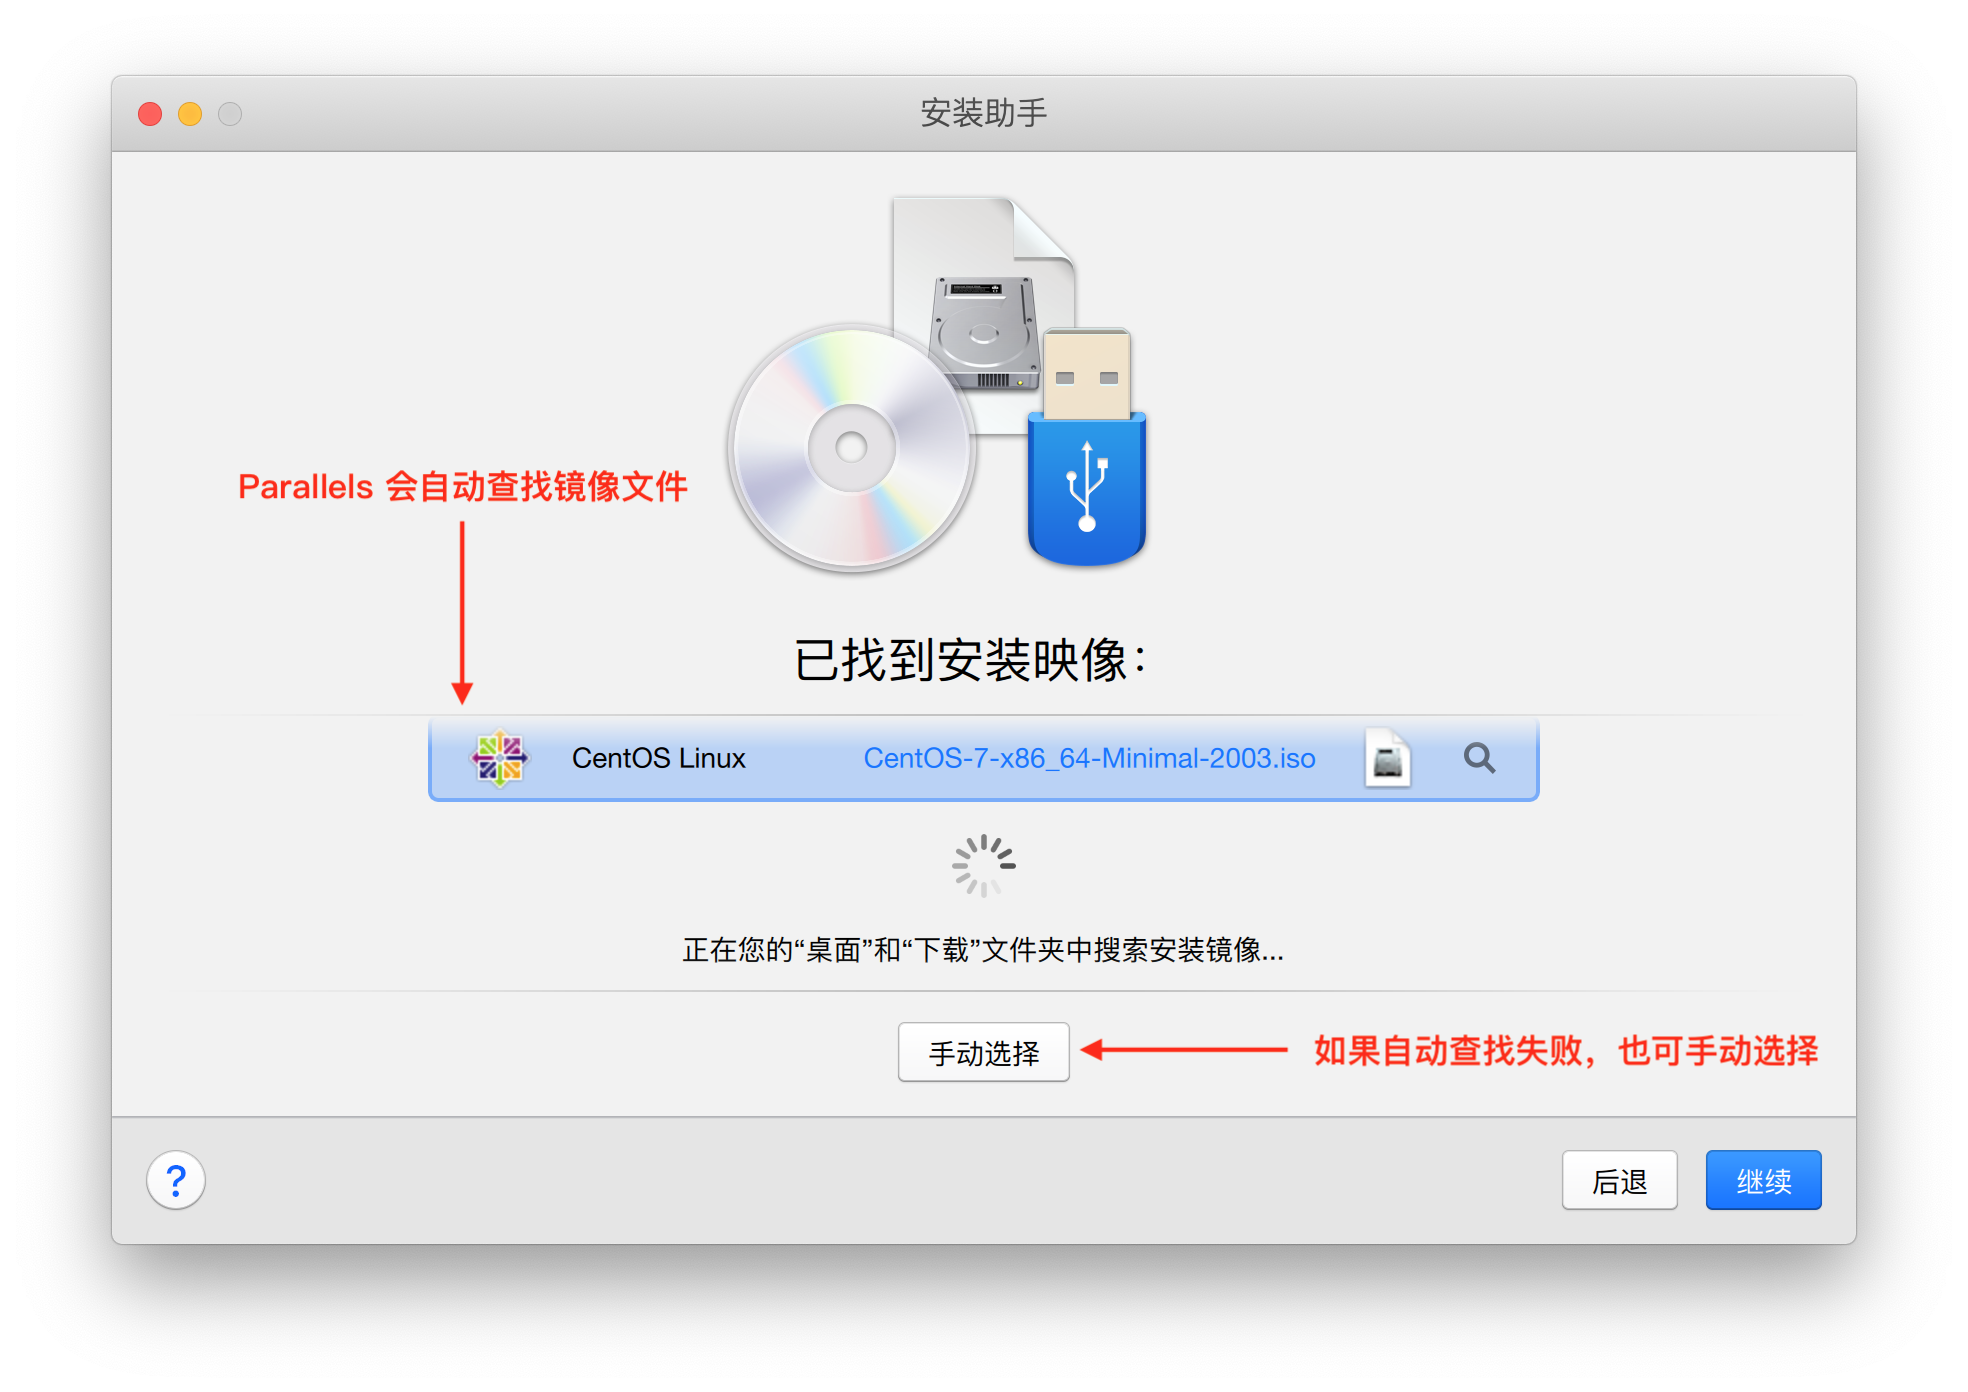 安装助手
Parallels 会自动查找镜像文件
已找到安装映像：
CentOS Linux CentOS-7-x86_64-Minimal-2003.iso
正在您的“桌面”和“下载”文件夹中搜索安装镜像...
手动选择 如果自动查找失败，也可手动选择
? 后退 继续